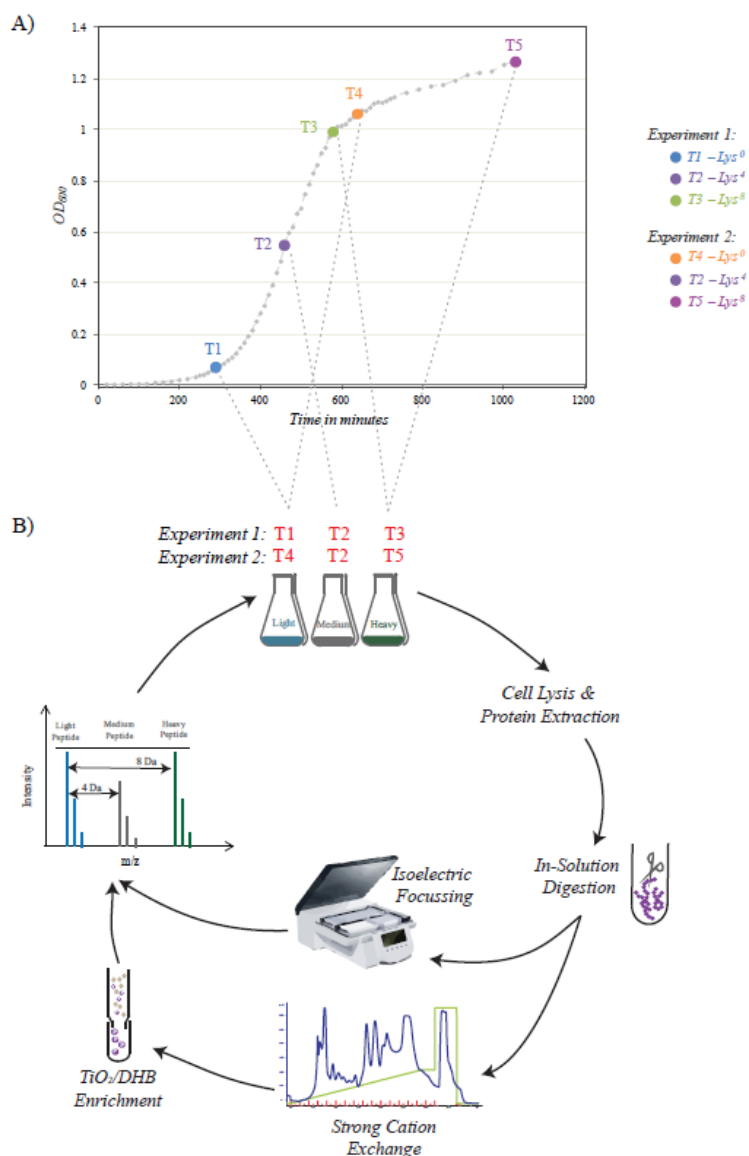 A)
1.4
1.2
1
0.8
0.6
0.4
0.2
0
OD600
T1
T2
T3
T4
T5
200
400
600
800
1000
1200
Time in minutes
Experiment 1:
T1 – Lys⁰
T2 – Lys⁴
T3 – Lys⁸
Experiment 2:
T4 – Lys⁰
T2 – Lys⁴
T5 – Lys⁸
B)
Experiment 1: T1 T2 T3
Experiment 2: T4 T2 T5
Light Medium Heavy
Cell Lysis &
Protein Extraction
In-Solution
Digestion
Isoelectric
Focussing
Strong Cation
Exchange
TiO₂/DHB
Enrichment
Light
Peptide
Medium
Peptide
Heavy
Peptide
8 Da
4 Da
Intensity
m/z